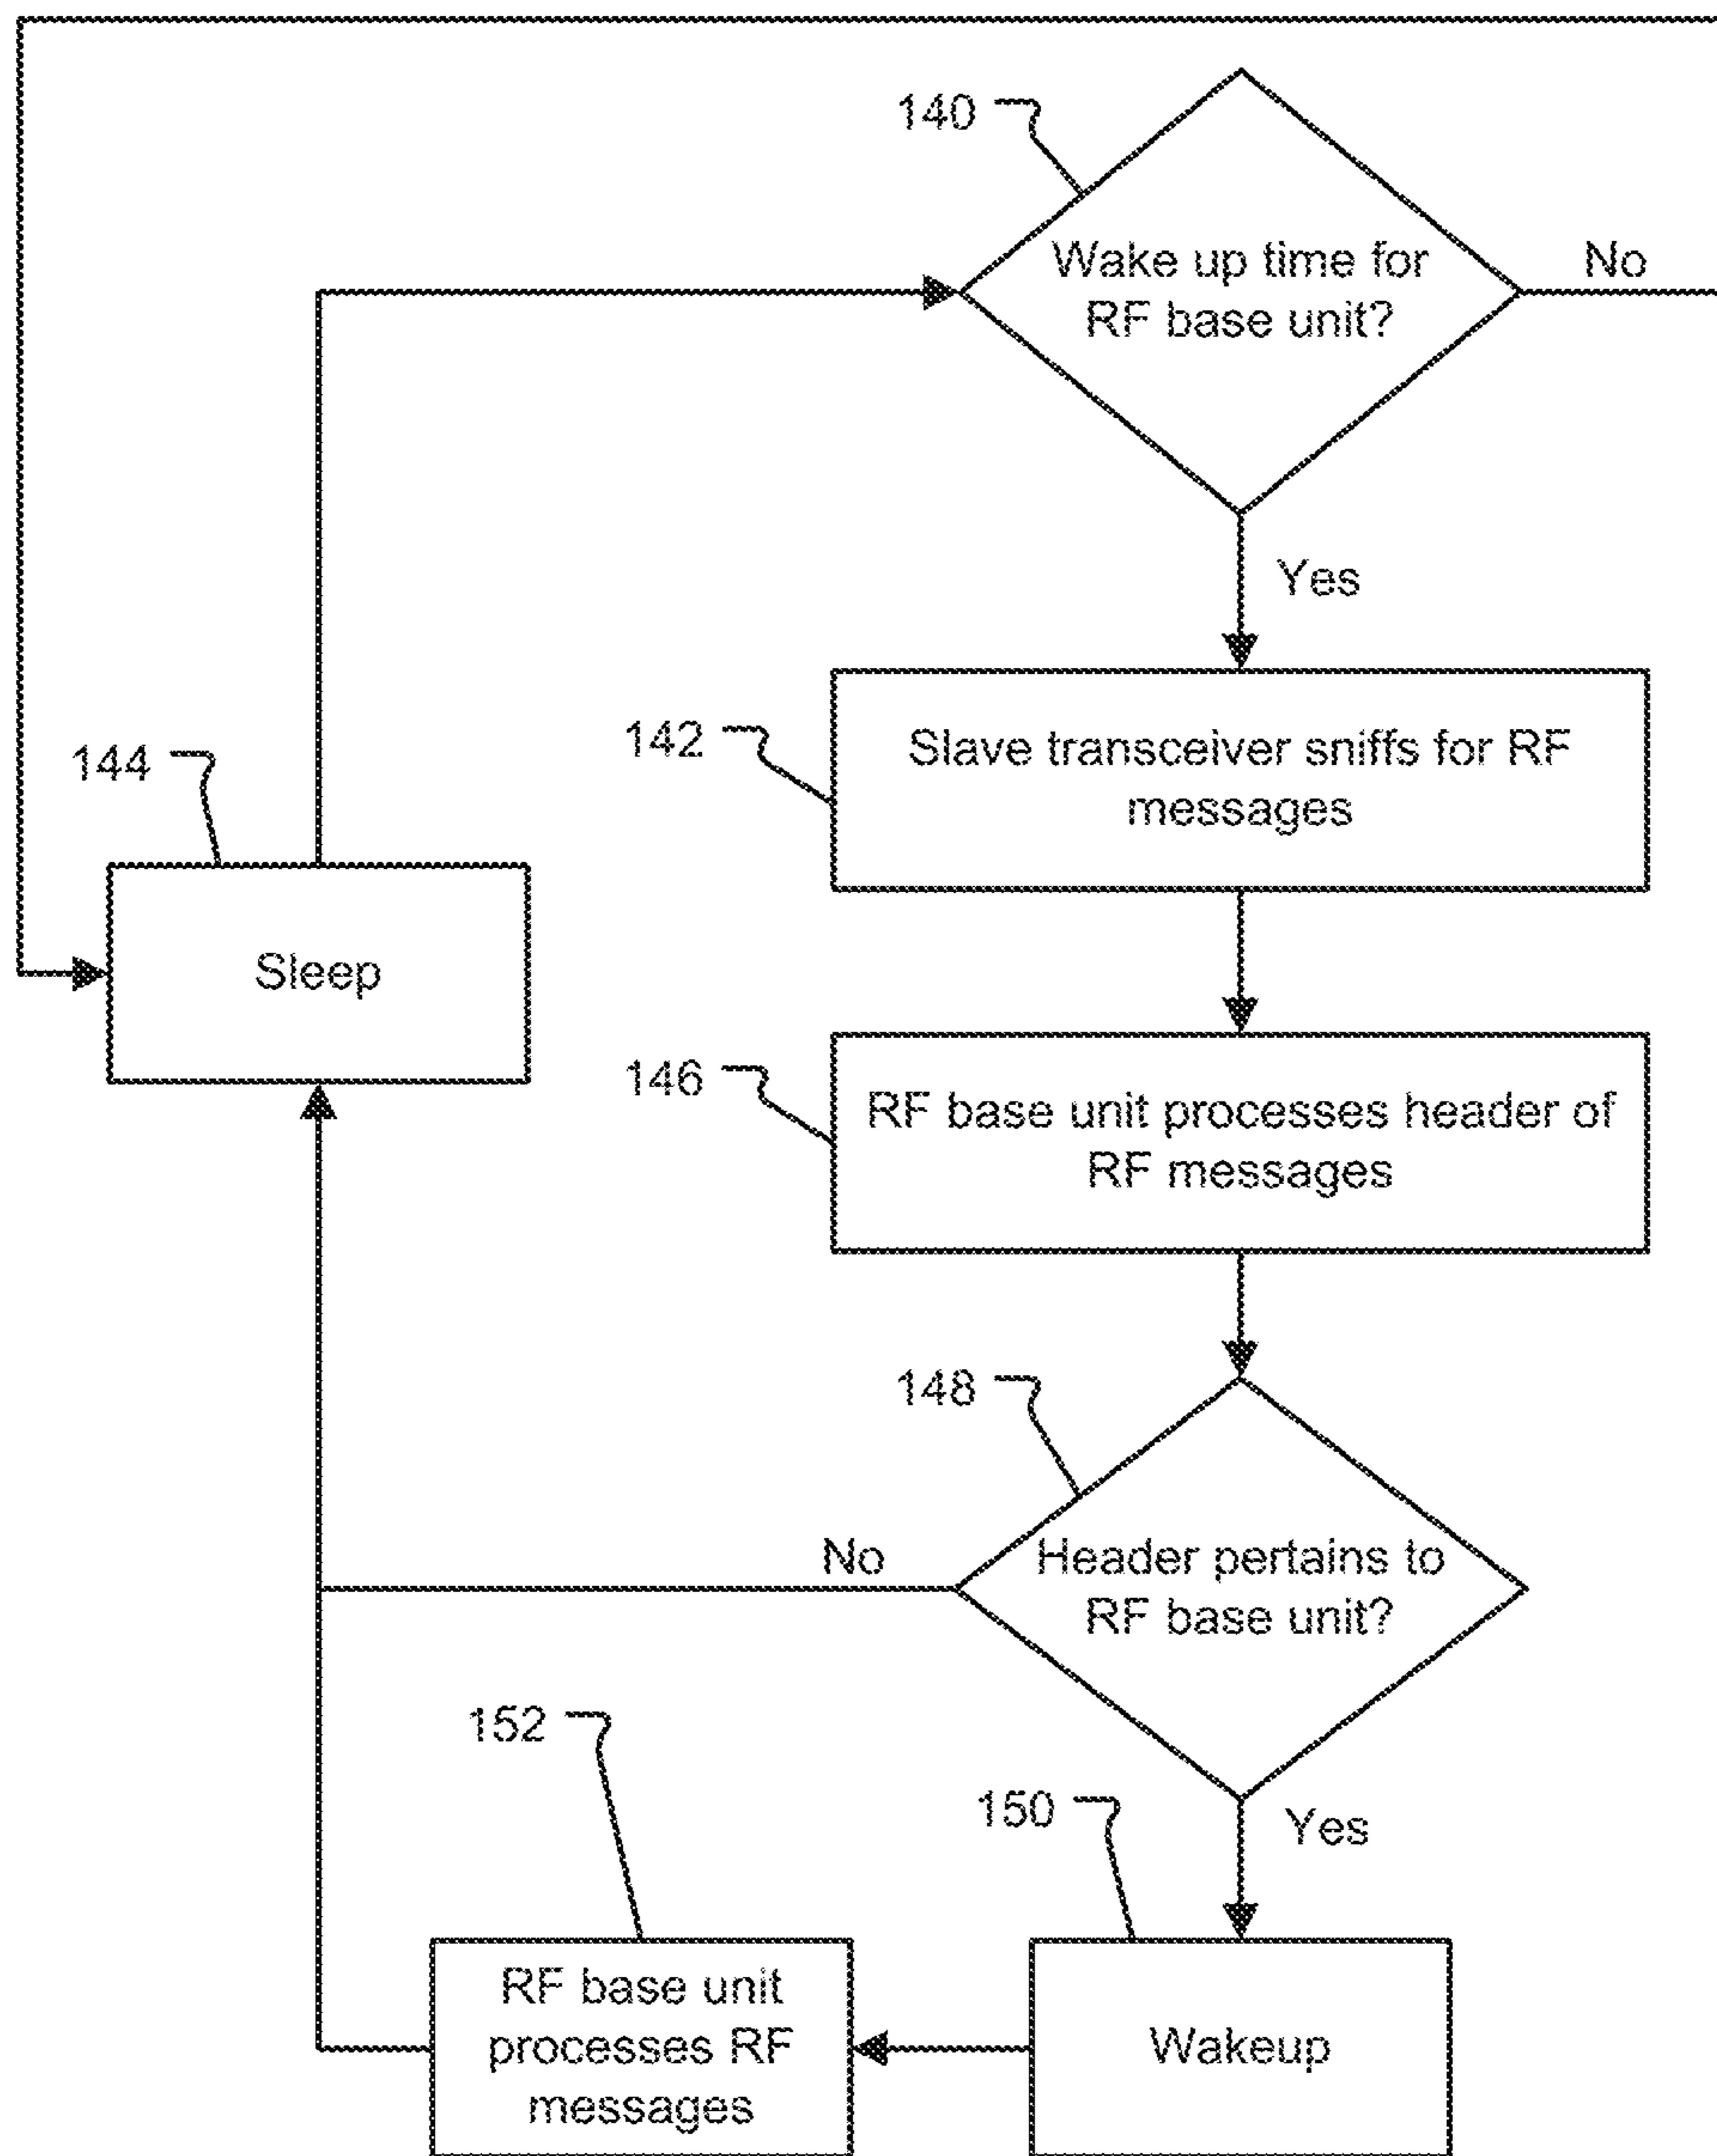 140
Wake up time for
RF base unit?
No
Yes
142
Slave transceiver sniffs for RF
messages
144
Sleep
146
RF base unit processes header of
RF messages
148
No
Header pertains to
RF base unit?
152
150
Yes
RF base unit
processes RF
messages
Wakeup